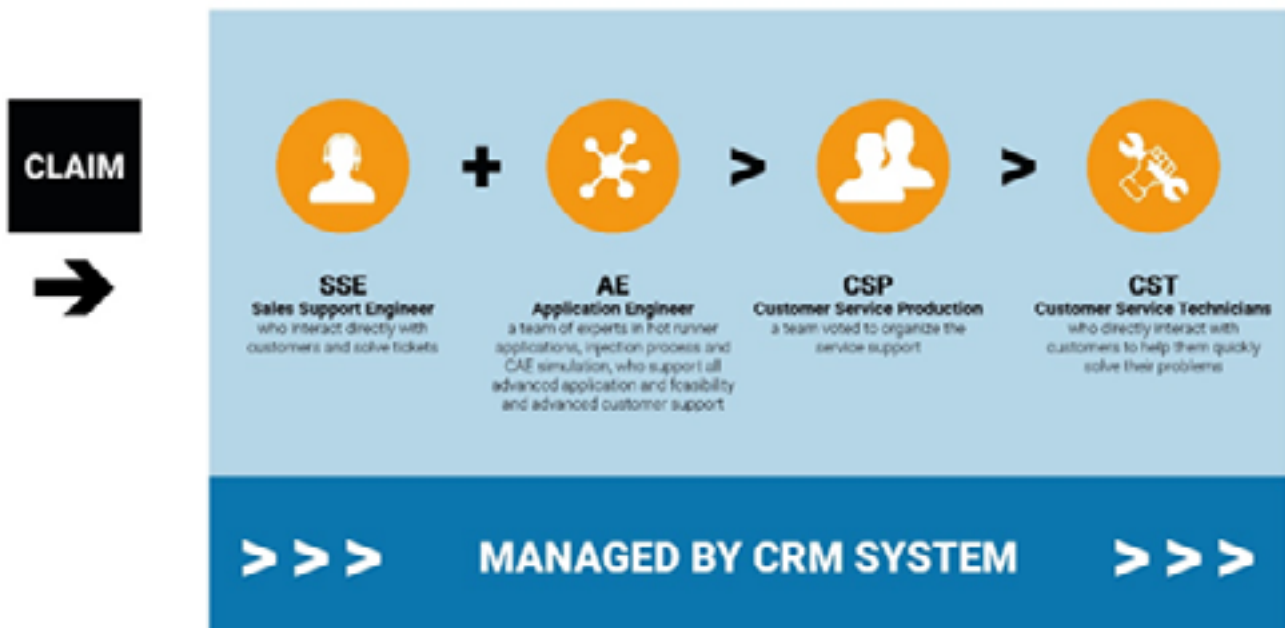 CLAIM
SSE
Sales Support Engineer
who interact directly with
customers and solve tickets
+
AE
Application Engineer
a team of experts in hot runner
applications, injection process and
CAE simulation, who support all
advanced application and feasibility
and advanced customer support
>
CSP
Customer Service Production
a team voted to organize the
service support
>
CST
Customer Service Technicians
who directly interact with
customers to help them quickly
solve their problems
> > > MANAGED BY CRM SYSTEM > > >